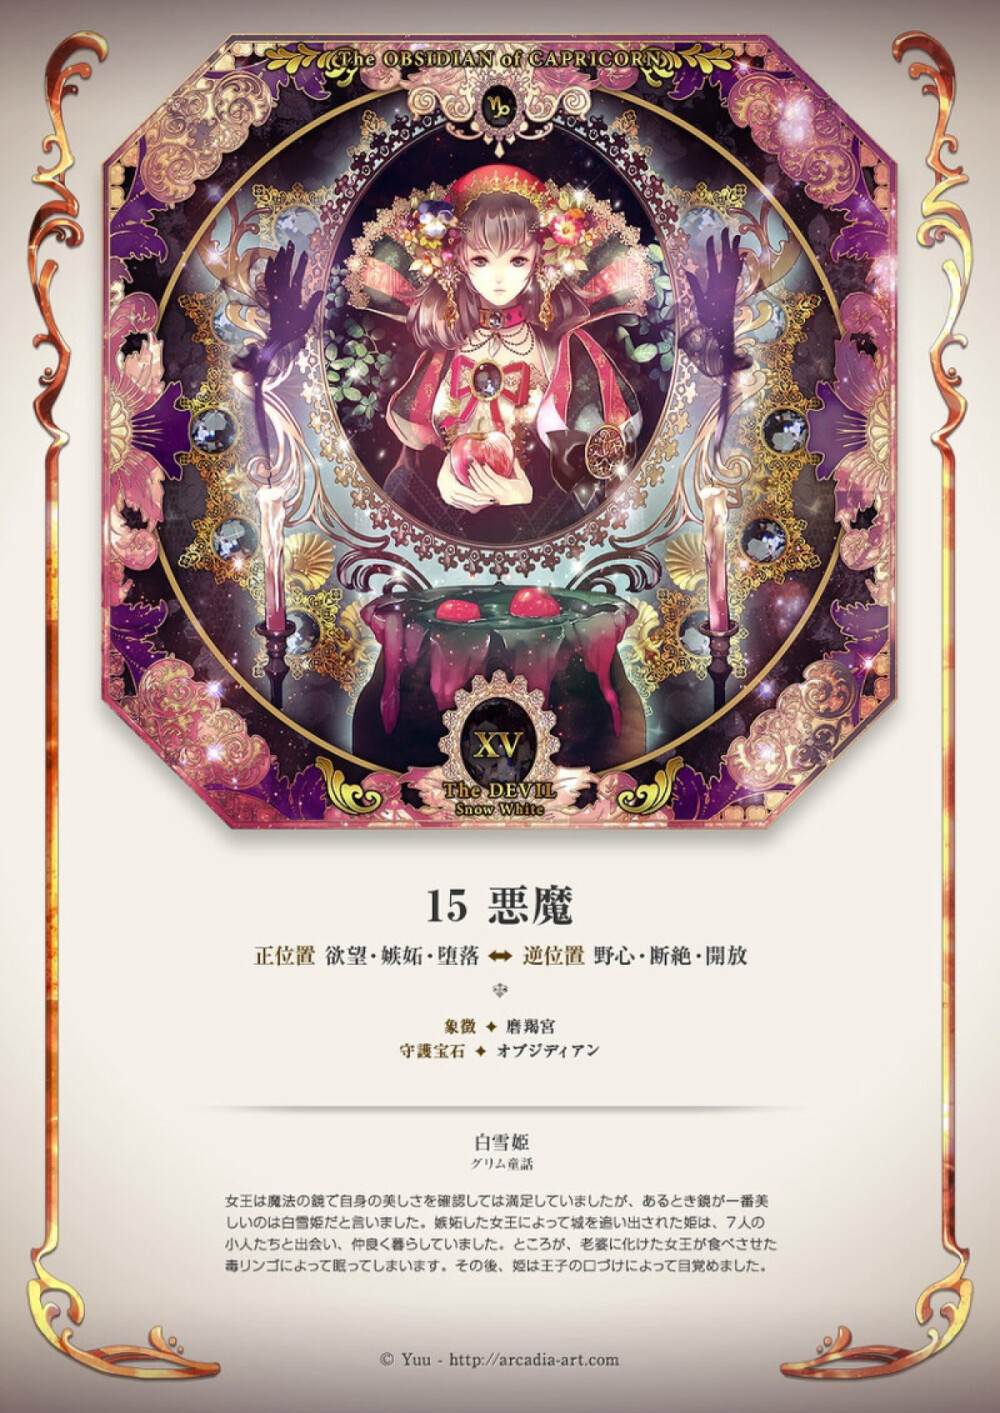 The OBSIDIAN of CAPRICORN
XV
The DEVIL
Snow White
15 悪魔
正位置 欲望・嫉妬・堕落 ⬌ 逆位置 野心・断絶・開放
象徴 ✦ 磨羯宮
守護宝石 ✦ オブジディアン
白雪姫
グリム童話
女王は魔法の鏡で自身の美しさを確認しては満足していましたが、あるとき鏡が一番美
しいのは白雪姫だと言いました。嫉妬した女王によって城を追い出された姫は、7人の
小人たちと出会い、仲良く暮らしていました。ところが、老婆に化けた女王が食べさせた
毒リンゴによって眠ってしまいます。その後、姫は王子の口づけによって目覚めました。
© Yuu - http://arcadia-art.com